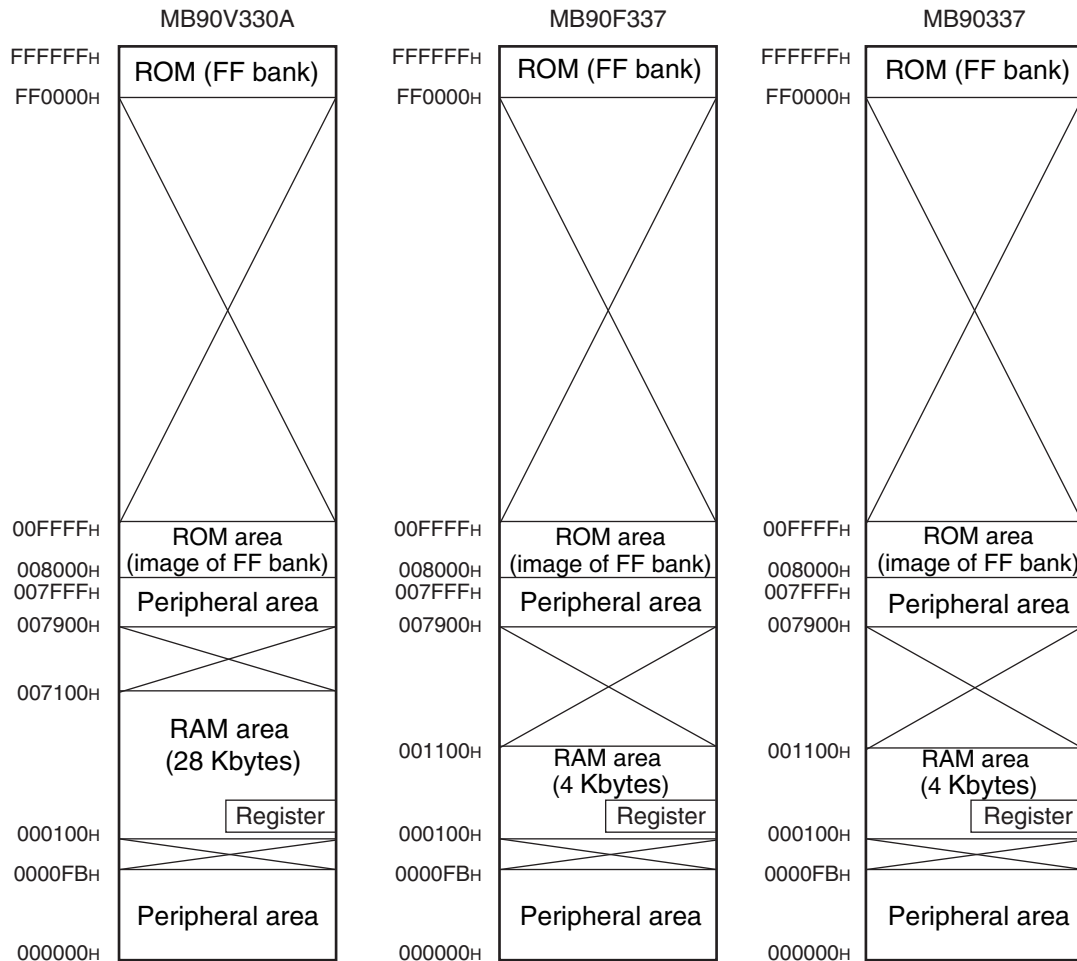 MB90V330A
FFFFFFH
ROM (FF bank)
FF0000H
00FFFFH
ROM area
(image of FF bank)
008000H
007FFFH
Peripheral area
007900H
007100H
RAM area
(28 Kbytes)
Register
000100H
0000FBH
Peripheral area
000000H
MB90F337
FFFFFFH
ROM (FF bank)
FF0000H
00FFFFH
ROM area
(image of FF bank)
008000H
007FFFH
Peripheral area
007900H
001100H
RAM area
(4 Kbytes)
Register
000100H
0000FBH
Peripheral area
000000H
MB90337
FFFFFFH
ROM (FF bank)
FF0000H
00FFFFH
ROM area
(image of FF bank)
008000H
007FFFH
Peripheral area
007900H
001100H
RAM area
(4 Kbytes)
Register
000100H
0000FBH
Peripheral area
000000H